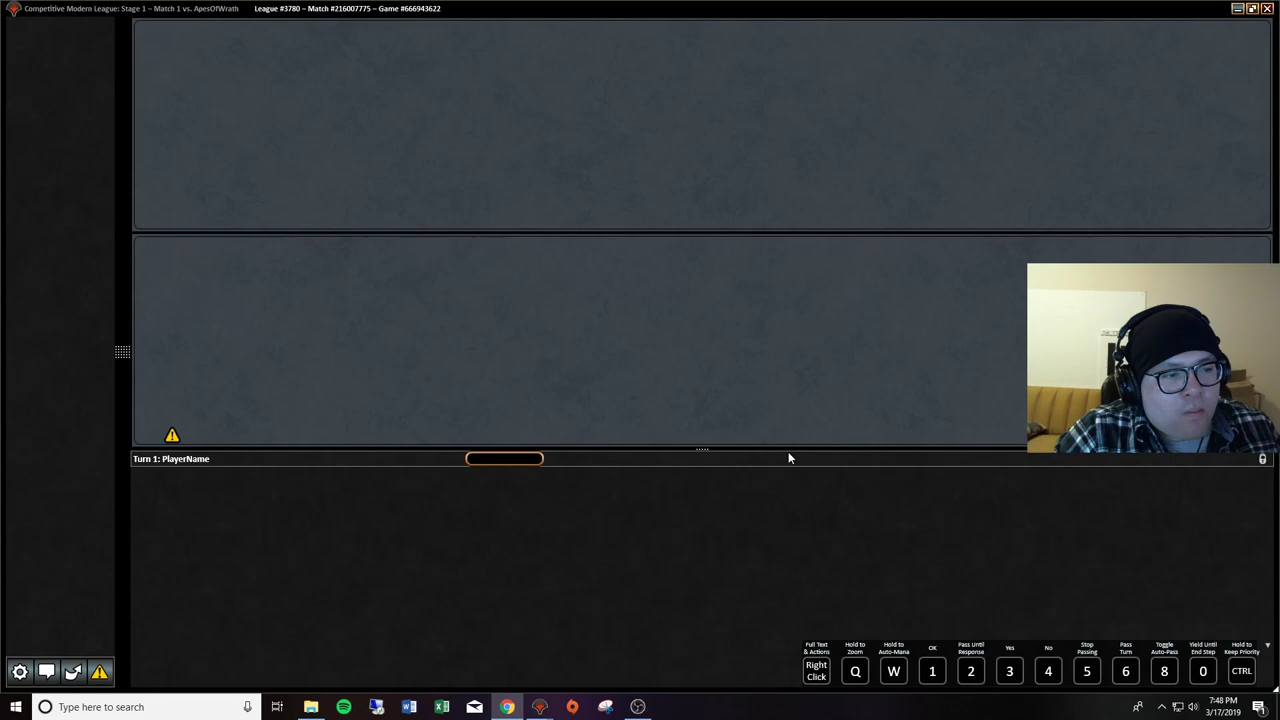 Competitive Modern League: Stage 1 – Match 1 vs. ApesOfWrath League #3780 – Match #216007775 – Game #666943622
Turn 1: PlayerName
Full Text & Actions
Right Click
Hold to Zoom
Q
Hold to Auto-Mana
W
OK
1
Pass Until Response
2
Yes
3
No
4
Stop Passing
5
Pass Turn
6
Toggle Auto-Pass
8
Yield Until End Step
0
Hold to Keep Priority
CTRL
Type here to search
7:48 PM
3/17/2019